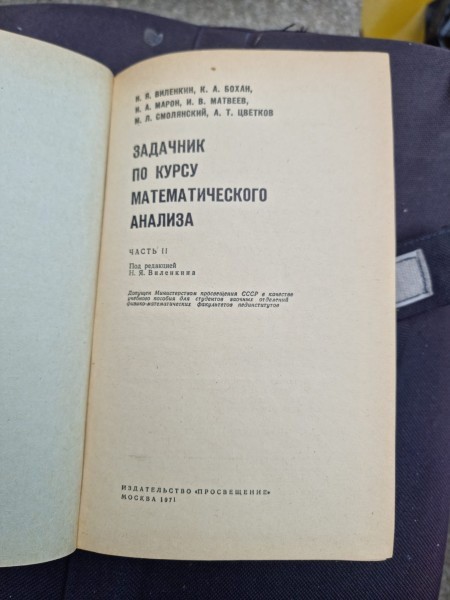 Н. Я. ВИЛЕНКИН, К. А. БОХАН,
И. А. МАРОН, И. В. МАТВЕЕВ,
М. Л. СМОЛЯНСКИЙ, А. Т. ЦВЕТКОВ
ЗАДАЧНИК
ПО КУРСУ
МАТЕМАТИЧЕСКОГО
АНАЛИЗА
ЧАСТЬ II
Под редакцией
Н. Я. Виленкина
Допущен Министерством просвещения СССР в качестве
учебного пособия для студентов заочных отделений
физико-математических факультетов пединститутов
ИЗДАТЕЛЬСТВО «ПРОСВЕЩЕНИЕ»
МОСКВА 1971